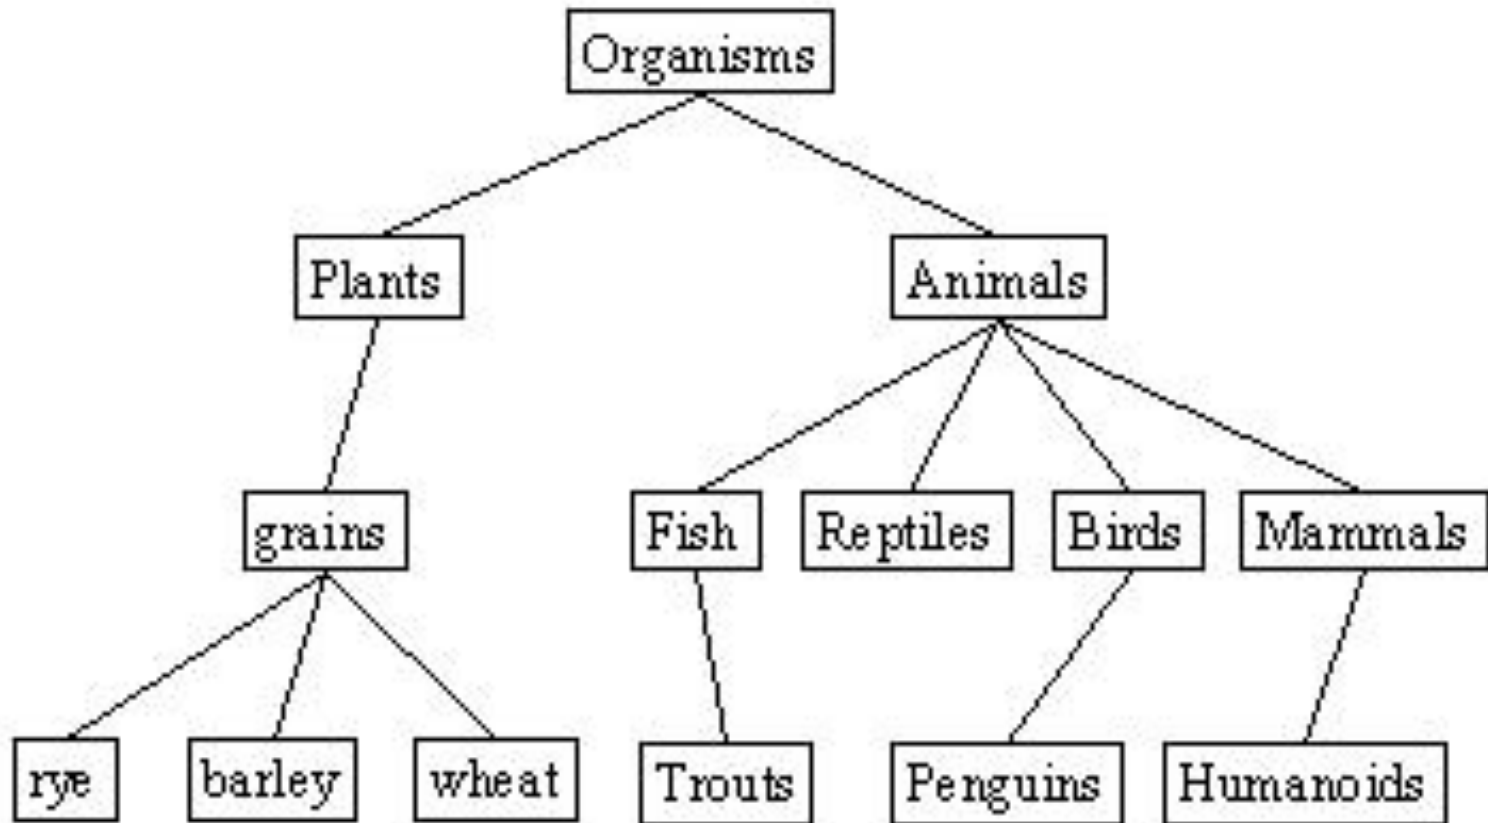 Organisms
Plants
Animals
grains
Fish
Reptiles
Birds
Mammals
rye
barley
wheat
Trouts
Penguins
Humanoids